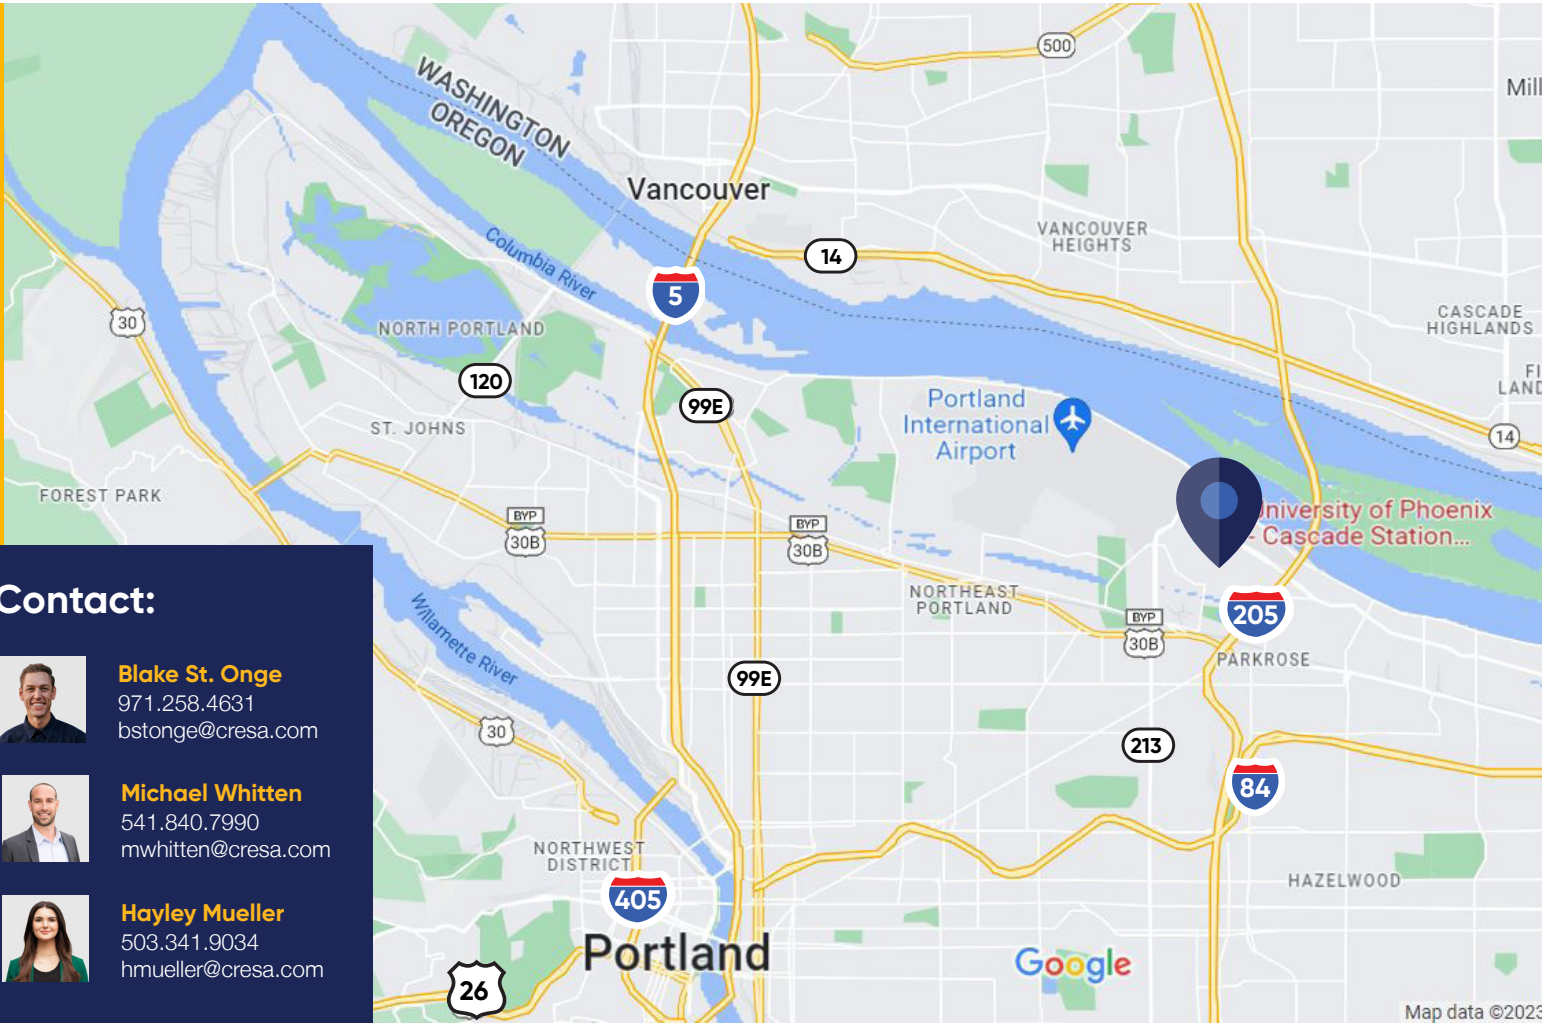 500
Mill
WASHINGTON
OREGON
Vancouver
VANCOUVER
HEIGHTS
14
Columbia River
5
CASCADE
HIGHLANDS
30
NORTH PORTLAND
FI
LAND
120
99E
Portland
International
Airport
ST. JOHNS
14
FOREST PARK
University of Phoenix
- Cascade Station...
BYP
30B
BYP
30B
NORTHEAST
PORTLAND
205
BYP
30B
PARKROSE
Willamette River
99E
30
213
84
NORTHWEST
DISTRICT
405
HAZELWOOD
Portland
Google
26
Map data ©2023
Contact:
Blake St. Onge
971.258.4631
bstonge@cresa.com
Michael Whitten
541.840.7990
mwhitten@cresa.com
Hayley Mueller
503.341.9034
hmueller@cresa.com